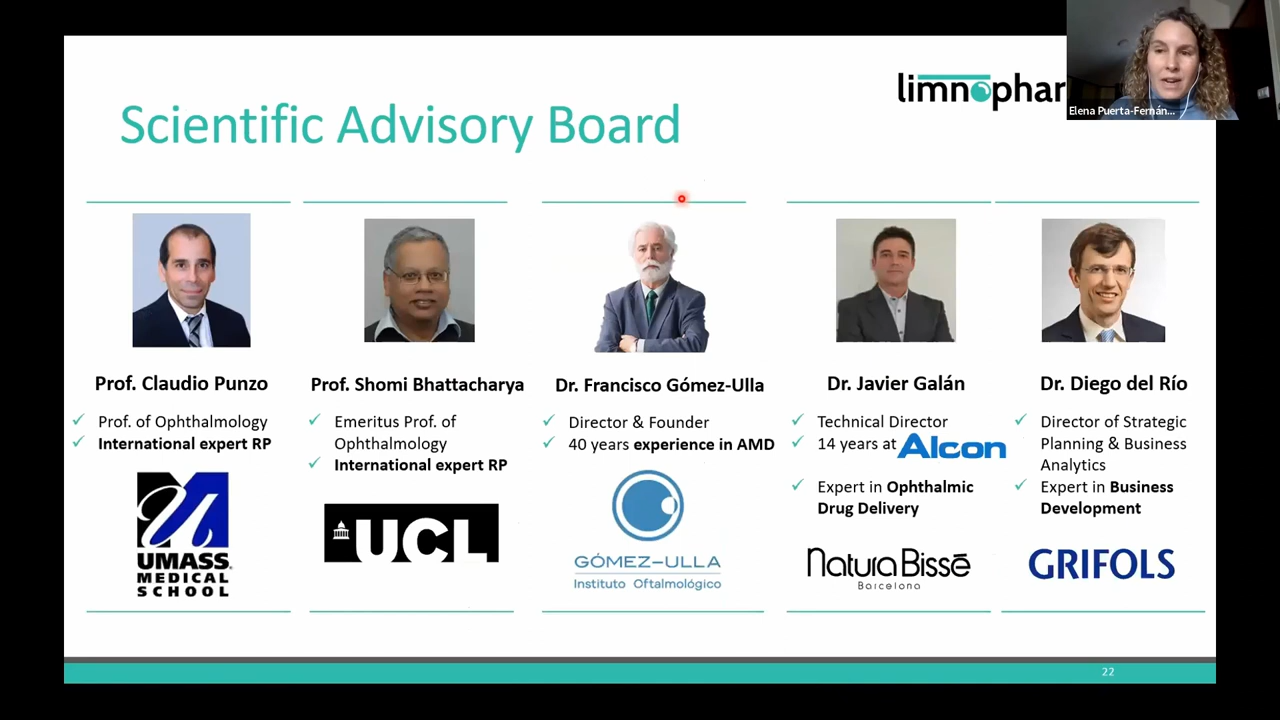 limnophar
Elena Puerta-Fernán...
Scientific Advisory Board
Prof. Claudio Punzo
Prof. of Ophthalmology
International expert RP
UMASS
MEDICAL
SCHOOL
Prof. Shomi Bhattacharya
Emeritus Prof. of
Ophthalmology
International expert RP
UCL
Dr. Francisco Gómez-Ulla
Director & Founder
40 years experience in AMD
GÓMEZ-ULLA
Instituto Oftalmológico
Dr. Javier Galán
Technical Director
14 years at Alcon
Expert in Ophthalmic
Drug Delivery
Natura Bissé
Barcelona
Dr. Diego del Río
Director of Strategic
Planning & Business
Analytics
Expert in Business
Development
GRIFOLS
22